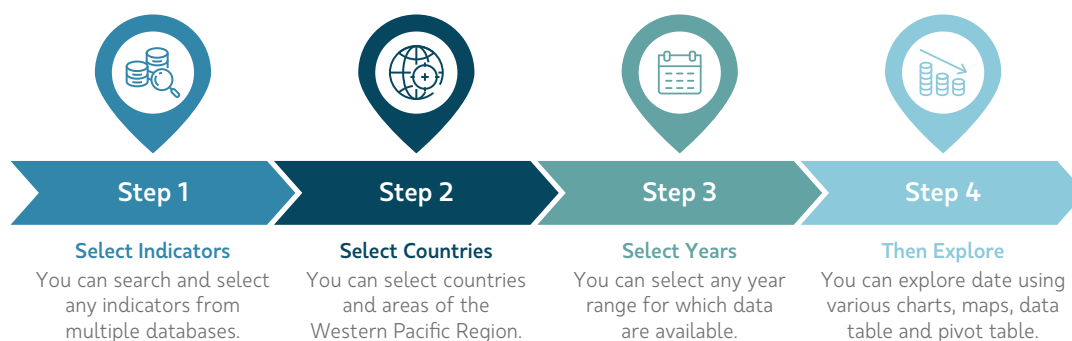 Step 1
Step 2
Step 3
Step 4
Select Indicators
You can search and select
any indicators from
multiple databases.
Select Countries
You can select countries
and areas of the
Western Pacific Region.
Select Years
You can select any year
range for which data
are available.
Then Explore
You can explore date using
various charts, maps, data
table and pivot table.